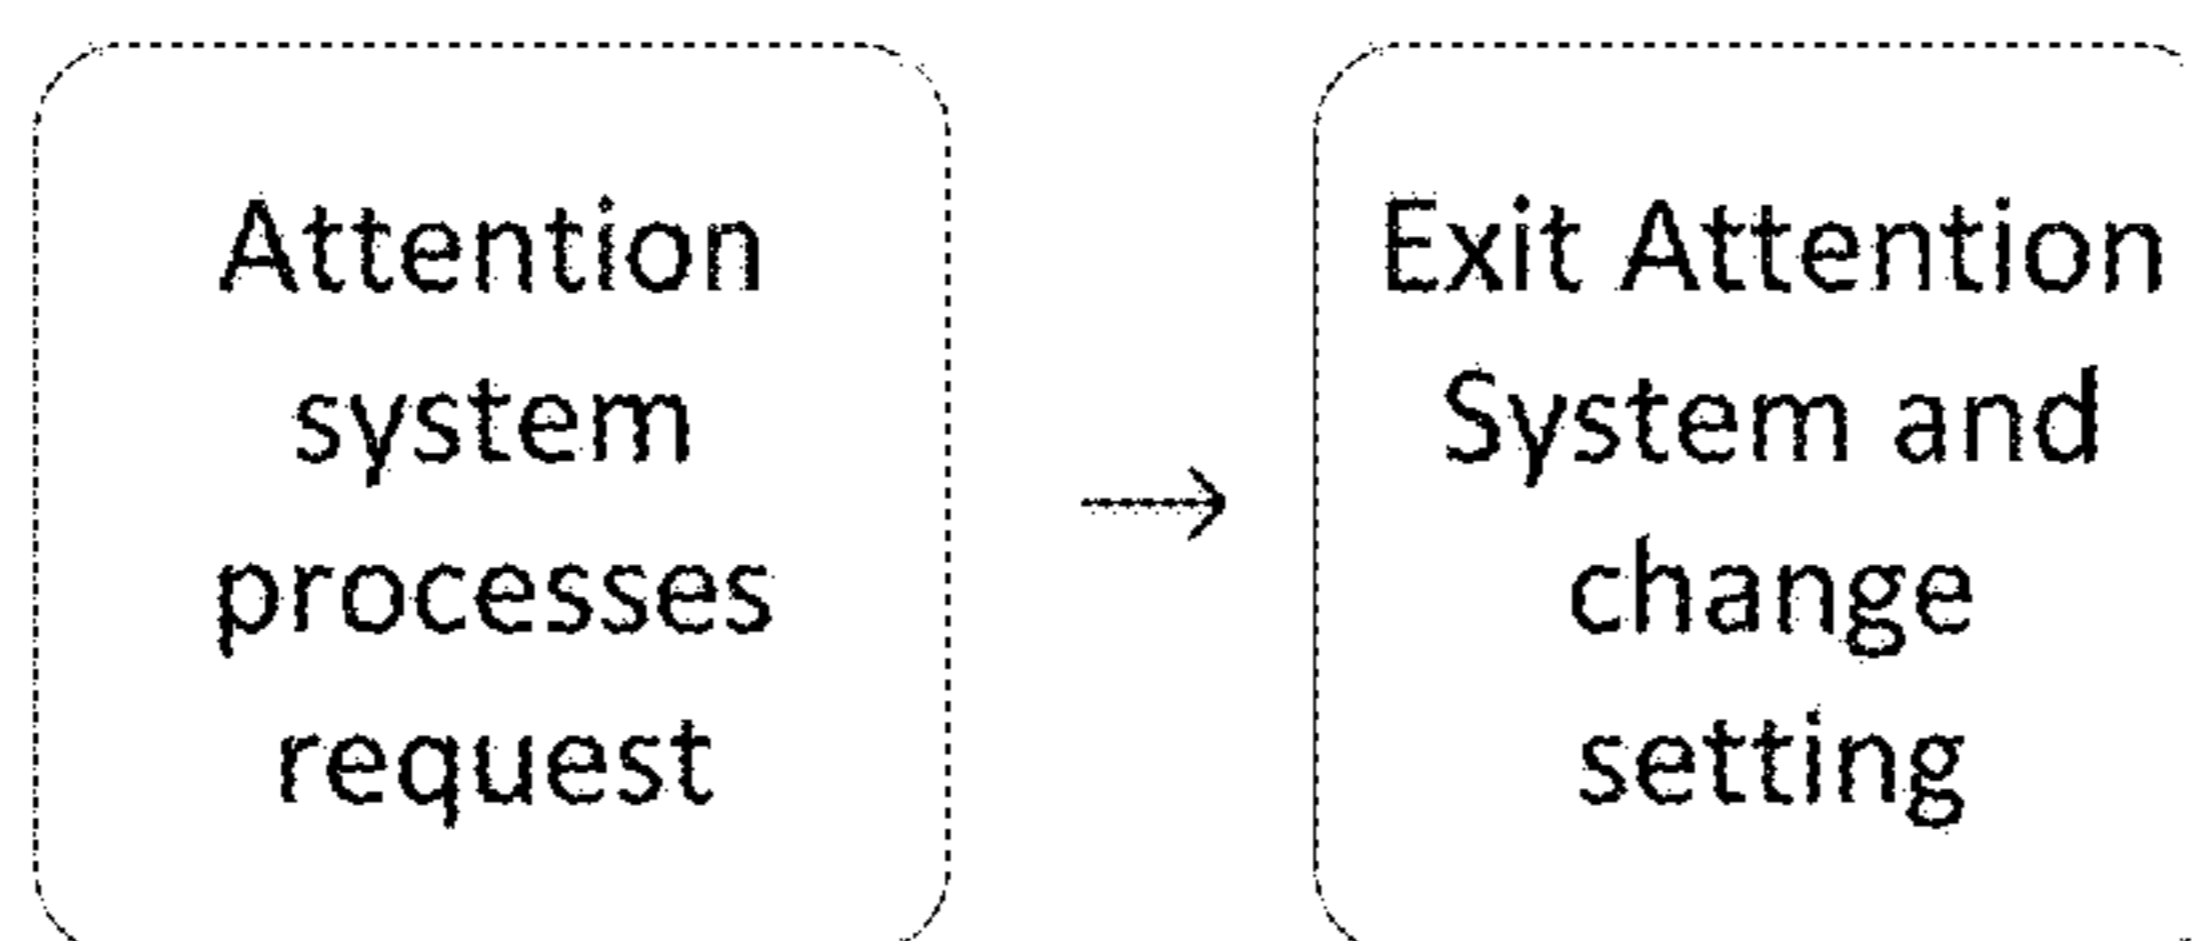 Attention
system
processes
request
→
Exit Attention
System and
change
setting